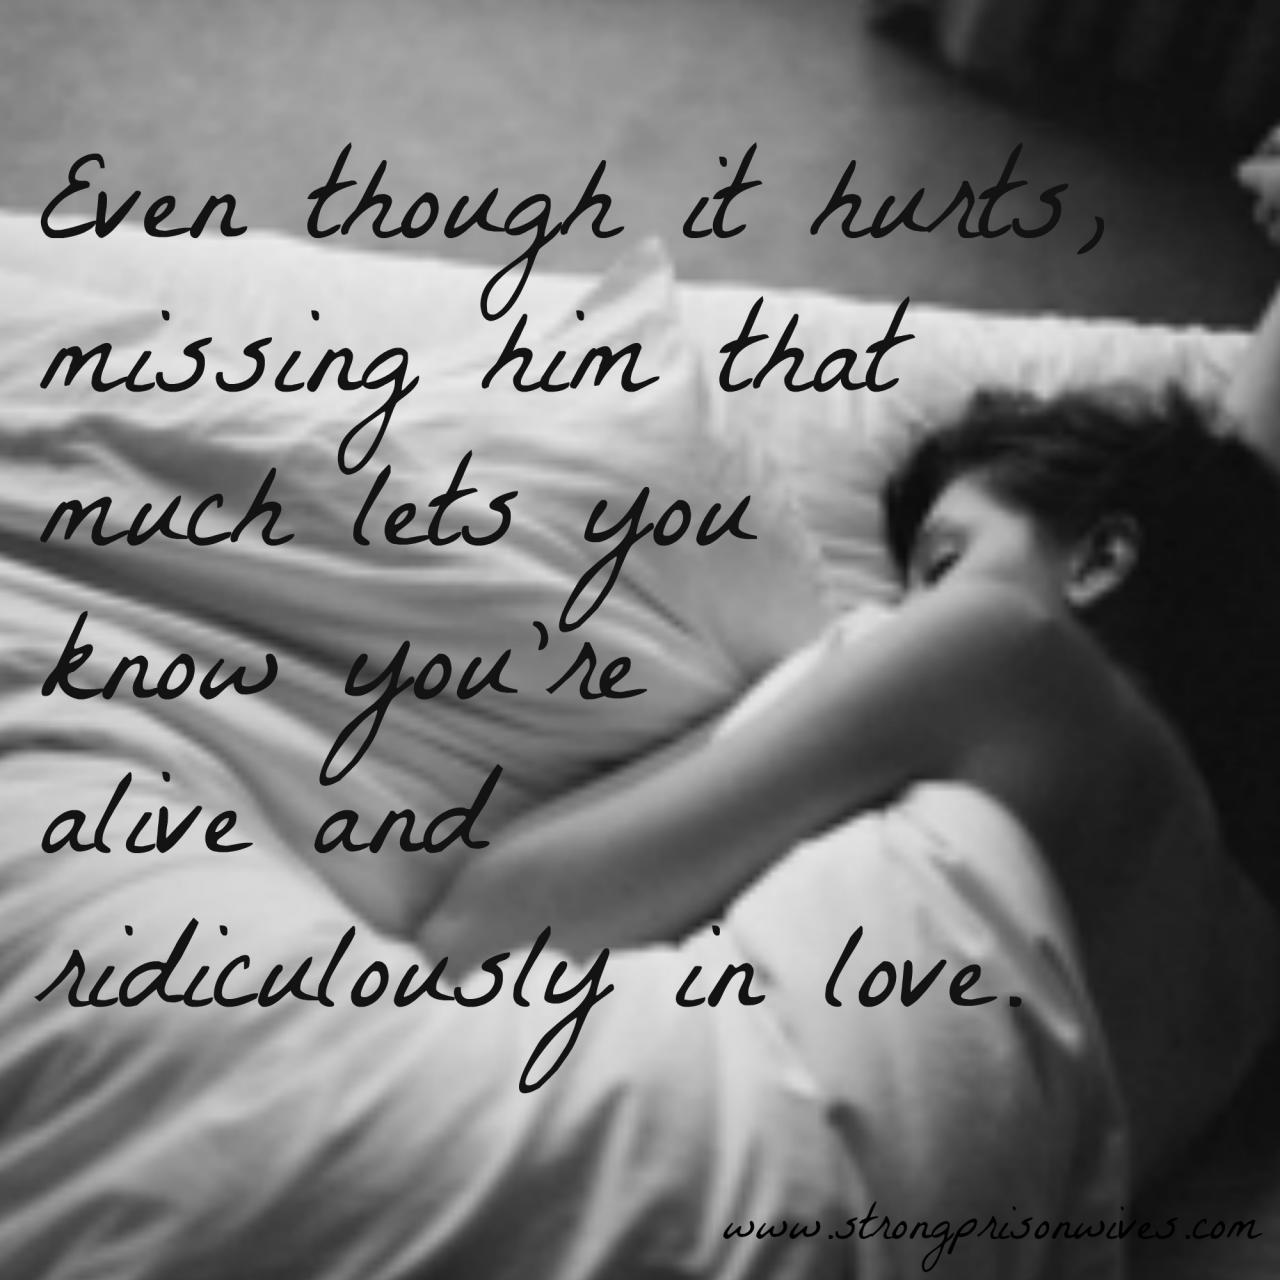 Even though it hurts,
missing him that
much lets you
know you're
alive and
ridiculously in love.
www.strongprisonwives.com